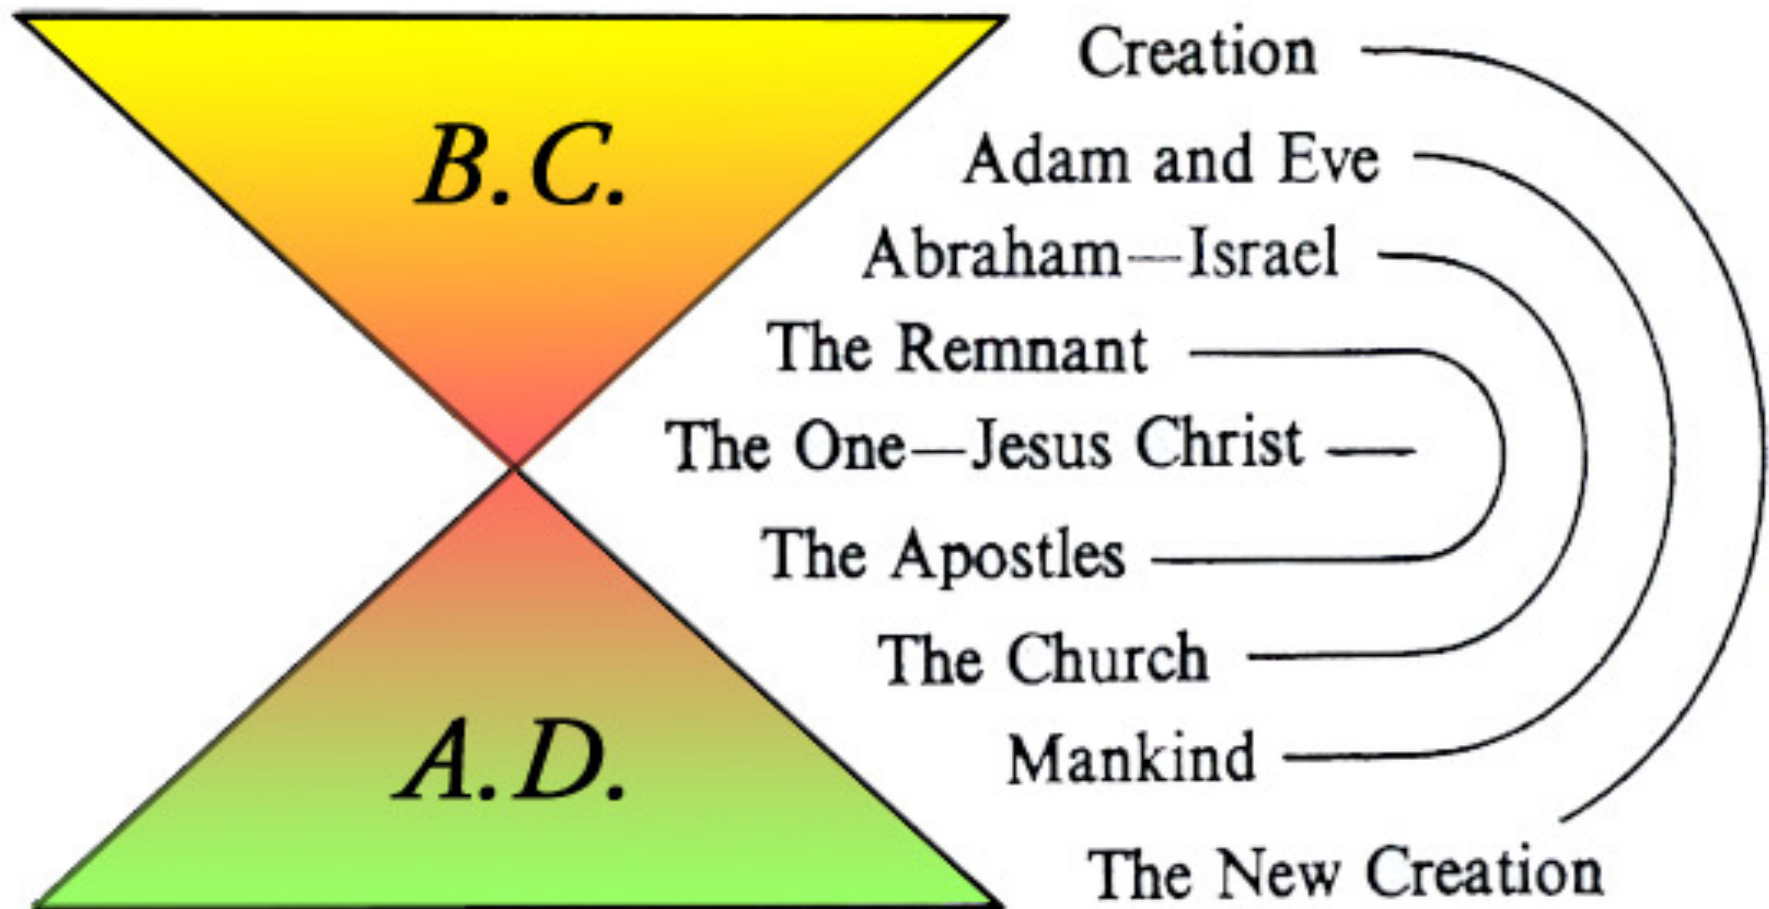 B.C.
Creation
Adam and Eve
Abraham—Israel
The Remnant
The One—Jesus Christ
The Apostles
The Church
A.D.
Mankind
The New Creation